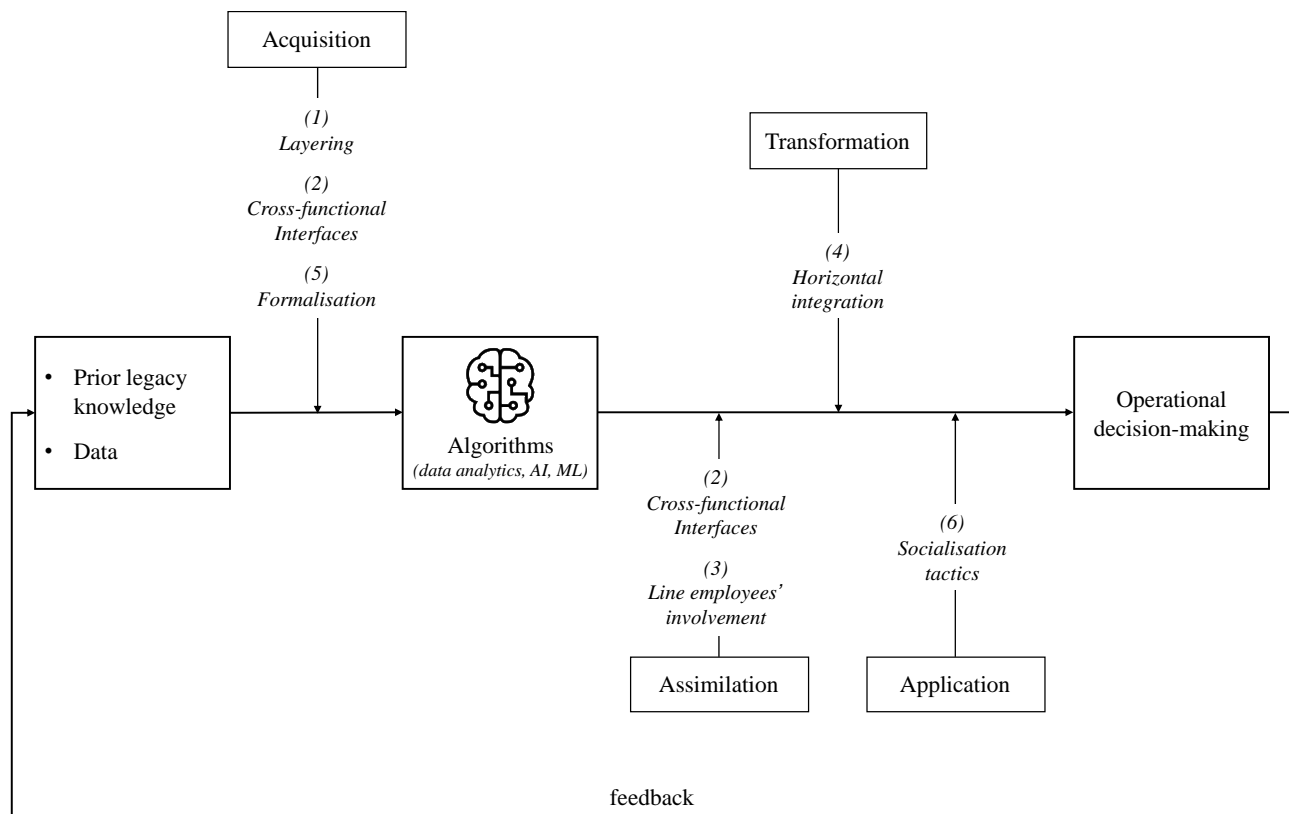 Acquisition
(1)
Layering
(2)
Cross-functional
Interfaces
(5)
Formalisation
Transformation
(4)
Horizontal
integration
• Prior legacy
knowledge
• Data
Algorithms
(data analytics, AI, ML)
Operational
decision-making
(2)
Cross-functional
Interfaces
(3)
Line employees’
involvement
Assimilation
(6)
Socialisation
tactics
Application
feedback